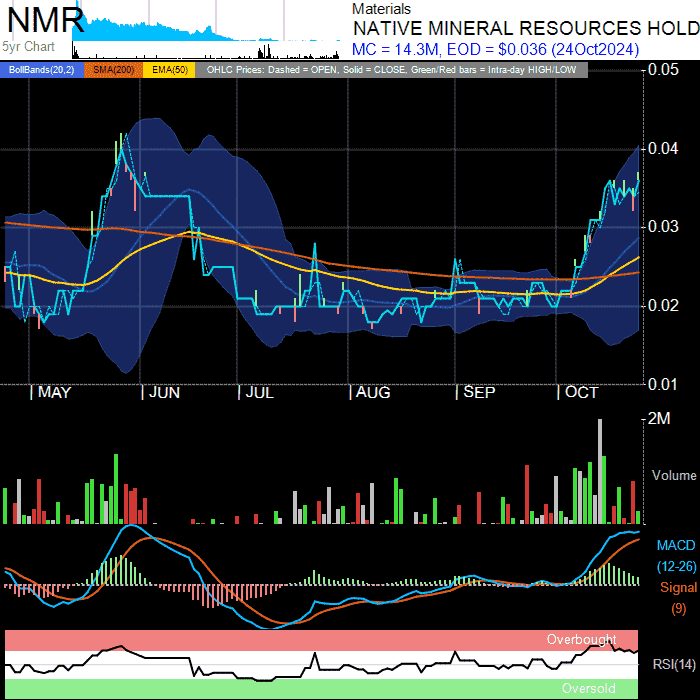 NMR
5yr Chart
Materials
NATIVE MINERAL RESOURCES HOLD
MC = 14.3M, EOD = $0.036 (24Oct2024)
BollBands(20,2) SMA(200) EMA(50) OHLC Prices: Dashed = OPEN, Solid = CLOSE, Green/Red bars = Intra-day HIGH/LOW
0.05
0.04
0.03
0.02
0.01
MAY JUN JUL AUG SEP OCT
2M
Volume
MACD
(12-26)
Signal
(9)
Overbought
RSI(14)
Oversold